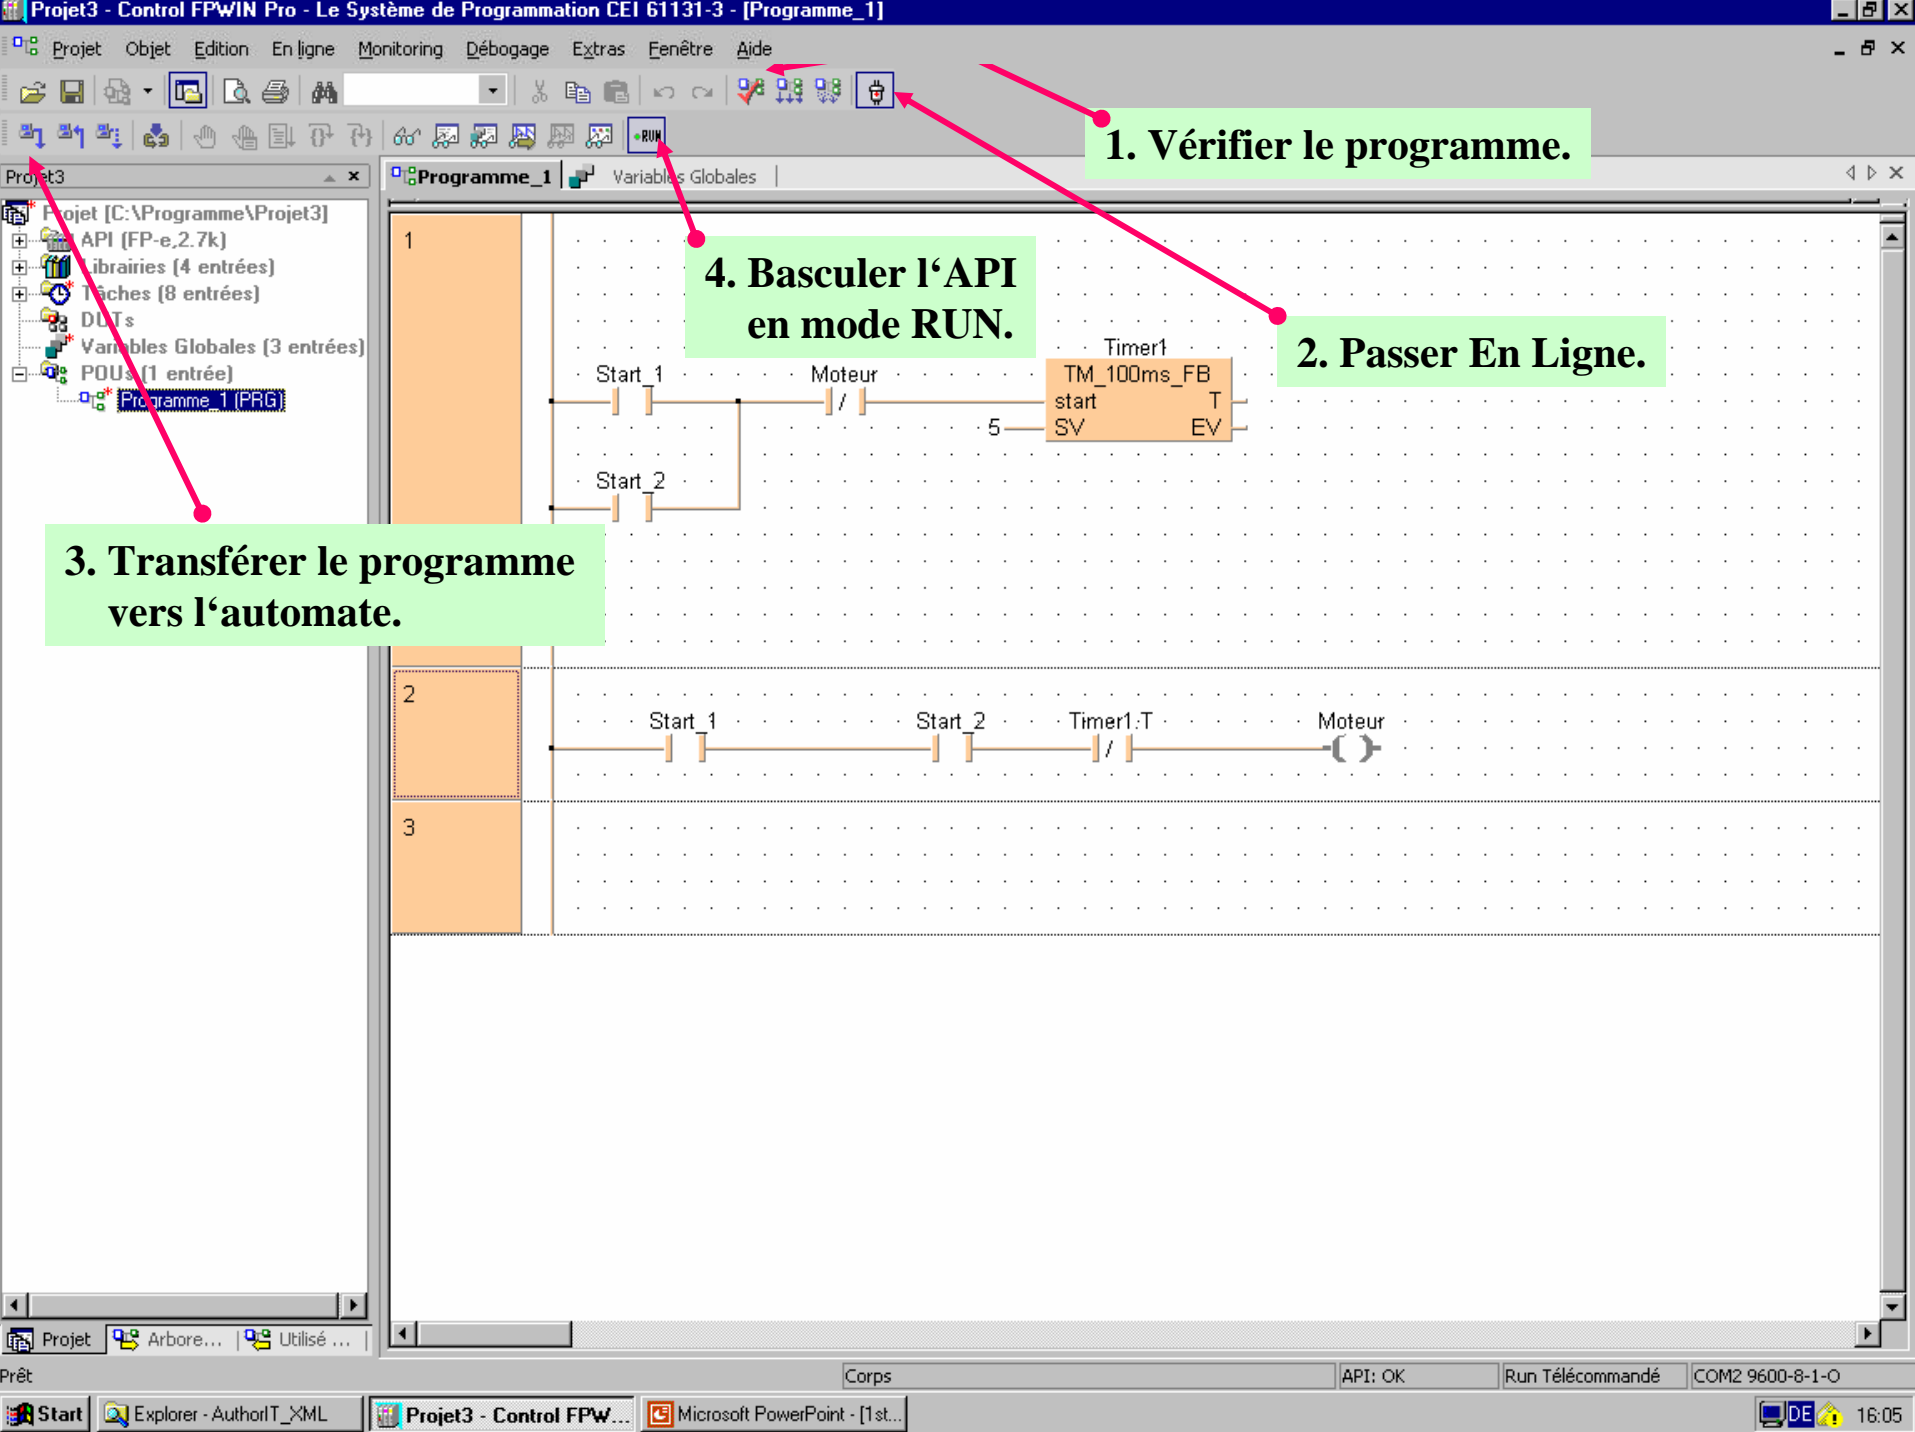 Projet3 - Control FPWIN Pro - Le Système de Programmation CEI 61131-3 - [Programme_1]
Projet Objet Edition En ligne Monitoring Débogage Extras Fenêtre Aide
RUN
1. Vérifier le programme.
Projet3
Programme_1 Variables Globales
Projet [C:\Programme\Projet3]
API (FP-e,2.7k)
Librairies (4 entrées)
Tâches (8 entrées)
DUTs
Variables Globales (3 entrées)
POUs (1 entrée)
Programme_1 (PRG)
1
4. Basculer l‘API
en mode RUN.
2. Passer En Ligne.
Timer1
Start_1 Moteur TM_100ms_FB
start T
5 SV EV
Start_2
3. Transférer le programme
vers l‘automate.
2
Start_1 Start_2 Timer1.T Moteur
3
Projet Arbore... Utilisé ...
Prêt Corps API: OK Run Télécommandé COM2 9600-8-1-O
Start Explorer - AuthorIT_XML Projet3 - Control FPW... Microsoft PowerPoint - [1st... DE 16:05